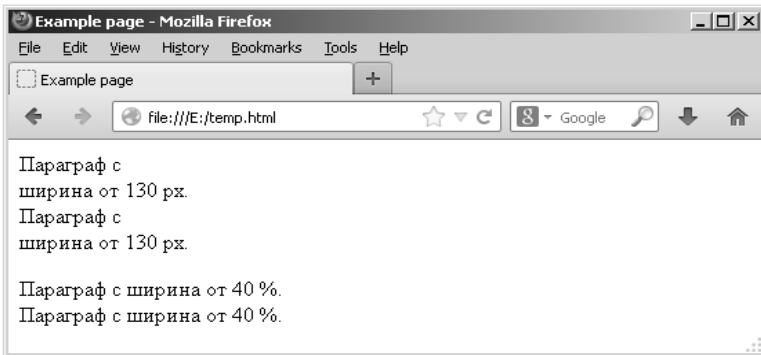 Example page - Mozilla Firefox
File Edit View History Bookmarks Tools Help
Example page +
file:///E:/temp.html 8 Google
Параграф с
ширина от 130 px.
Параграф с
ширина от 130 px.
Параграф с ширина от 40 %.
Параграф с ширина от 40 %.